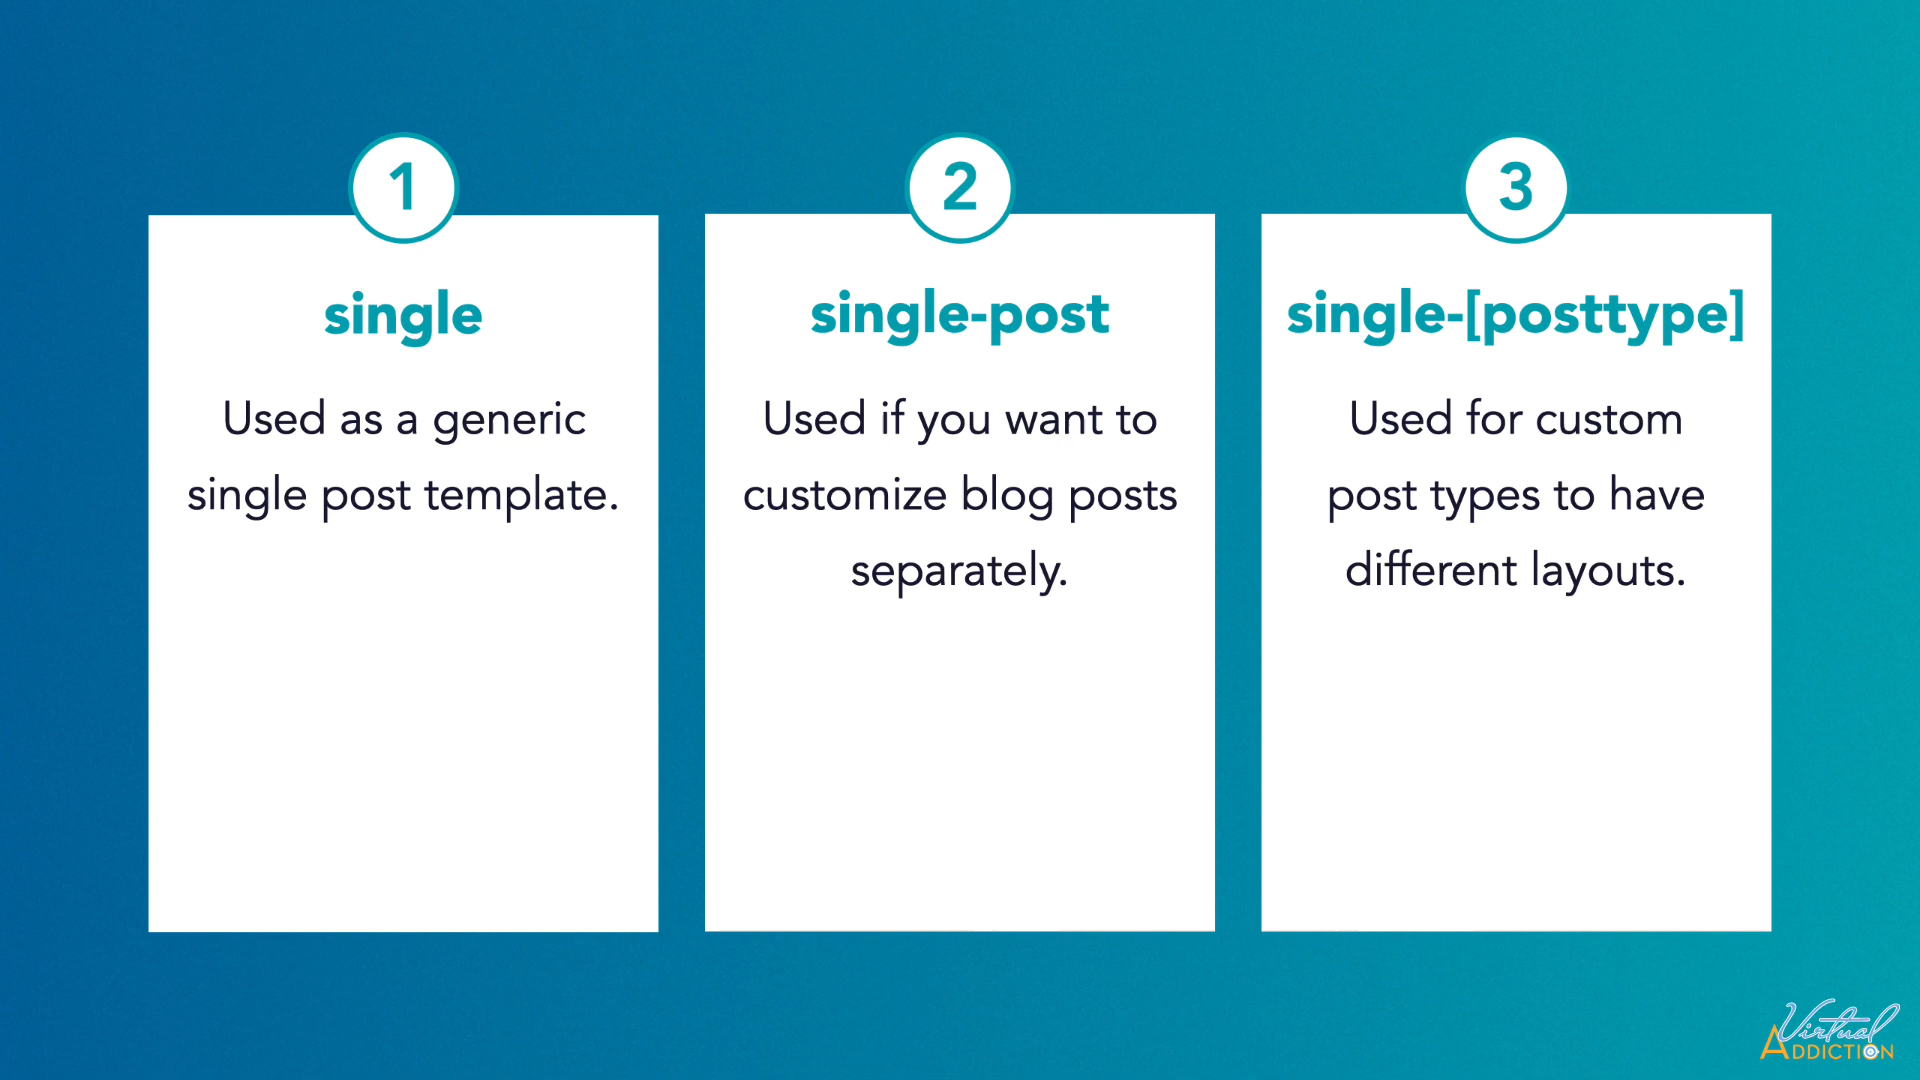 1
single
Used as a generic
single post template.
2
single-post
Used if you want to
customize blog posts
separately.
3
single-[posttype]
Used for custom
post types to have
different layouts.
Virtual
ADDICTION